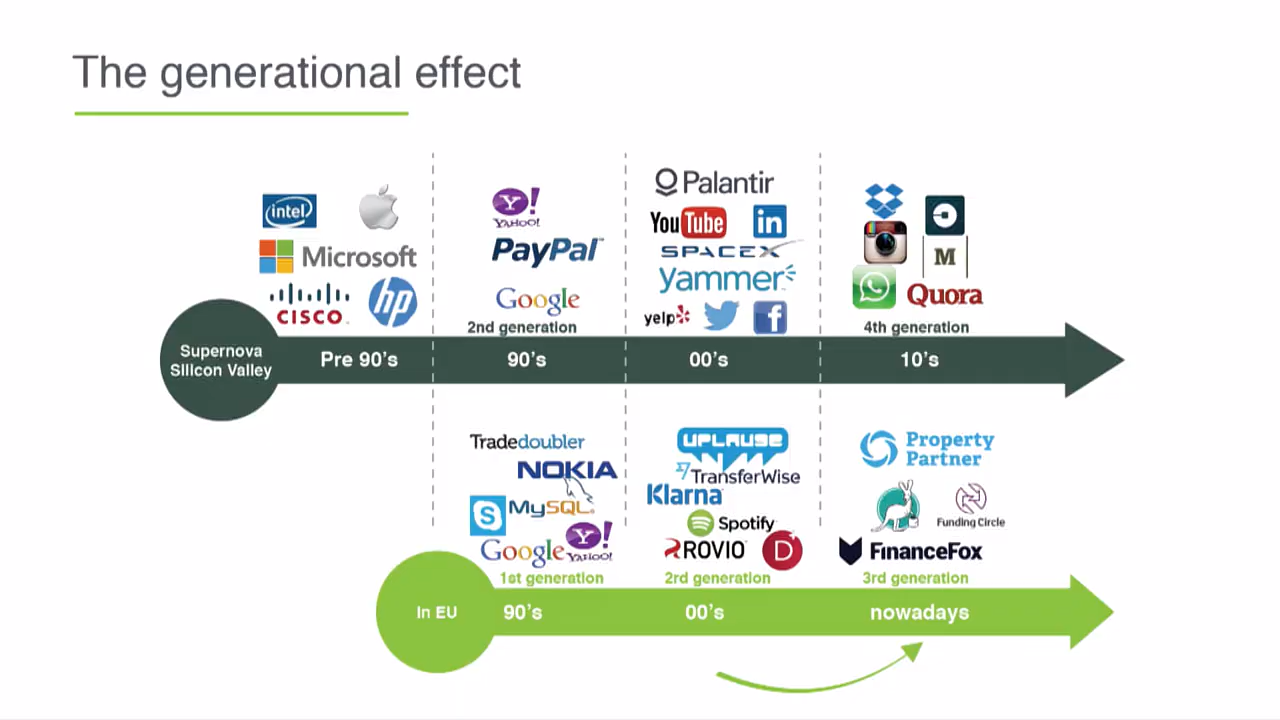 The generational effect
intel
Microsoft
CISCO
hp
YAHOO!
PayPal
Google
2nd generation
Palantir
YouTube
in
SPACEX
yammer
yelp
f
M
Quora
4th generation
Supernova
Silicon Valley
Pre 90's
90's
00's
10's
Tradedoubler
NOKIA
S
MySQL
Google
YAHOO!
1st generation
UPLAUSE
TransferWise
Klarna
Spotify
ROVIO
D
2rd generation
Property
Partner
Funding Circle
FinanceFox
3rd generation
In EU
90's
00's
nowadays